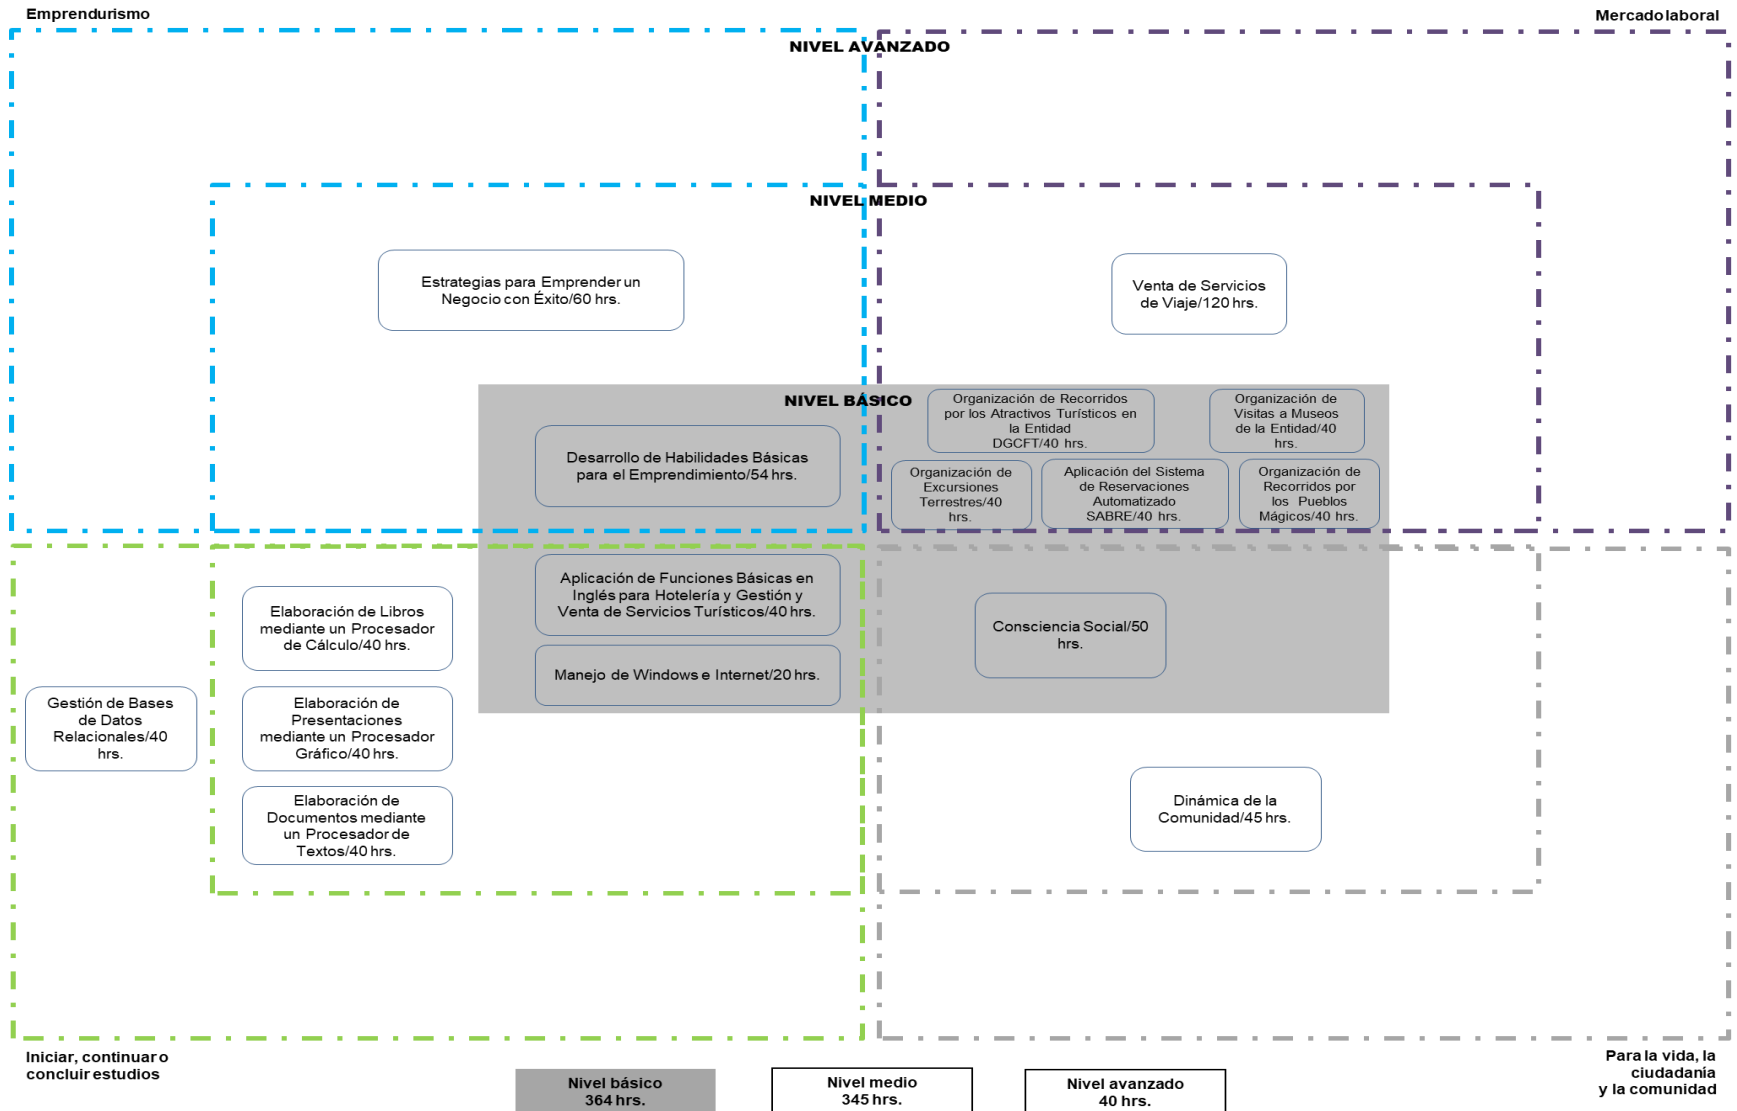 Emprendurismo
Mercado laboral
NIVEL AVANZADO
NIVEL MEDIO
Estrategias para Emprender un
Negocio con Éxito/60 hrs.
Venta de Servicios
de Viaje/120 hrs.
NIVEL BÁSICO
Organización de Recorridos
por los Atractivos Turísticos en
la Entidad
DGCFT/40 hrs.
Organización de
Visitas a Museos
de la Entidad/40
hrs.
Desarrollo de Habilidades Básicas
para el Emprendimiento/54 hrs.
Organización de
Excursiones
Terrestres/40
hrs.
Aplicación del Sistema
de Reservaciones
Automatizado
SABRE/40 hrs.
Organización de
Recorridos por
los Pueblos
Mágicos/40 hrs.
Aplicación de Funciones Básicas en
Inglés para Hotelería y Gestión y
Venta de Servicios Turísticos/40 hrs.
Manejo de Windows e Internet/20 hrs.
Elaboración de Libros
mediante un Procesador
de Cálculo/40 hrs.
Consciencia Social/50
hrs.
Gestión de Bases
de Datos
Relacionales/40
hrs.
Elaboración de
Presentaciones
mediante un Procesador
Gráfico/40 hrs.
Elaboración de
Documentos mediante
un Procesador de
Textos/40 hrs.
Dinámica de la
Comunidad/45 hrs.
Iniciar, continuar o
concluir estudios
Para la vida, la
ciudadanía
y la comunidad
Nivel básico
364 hrs.
Nivel medio
345 hrs.
Nivel avanzado
40 hrs.